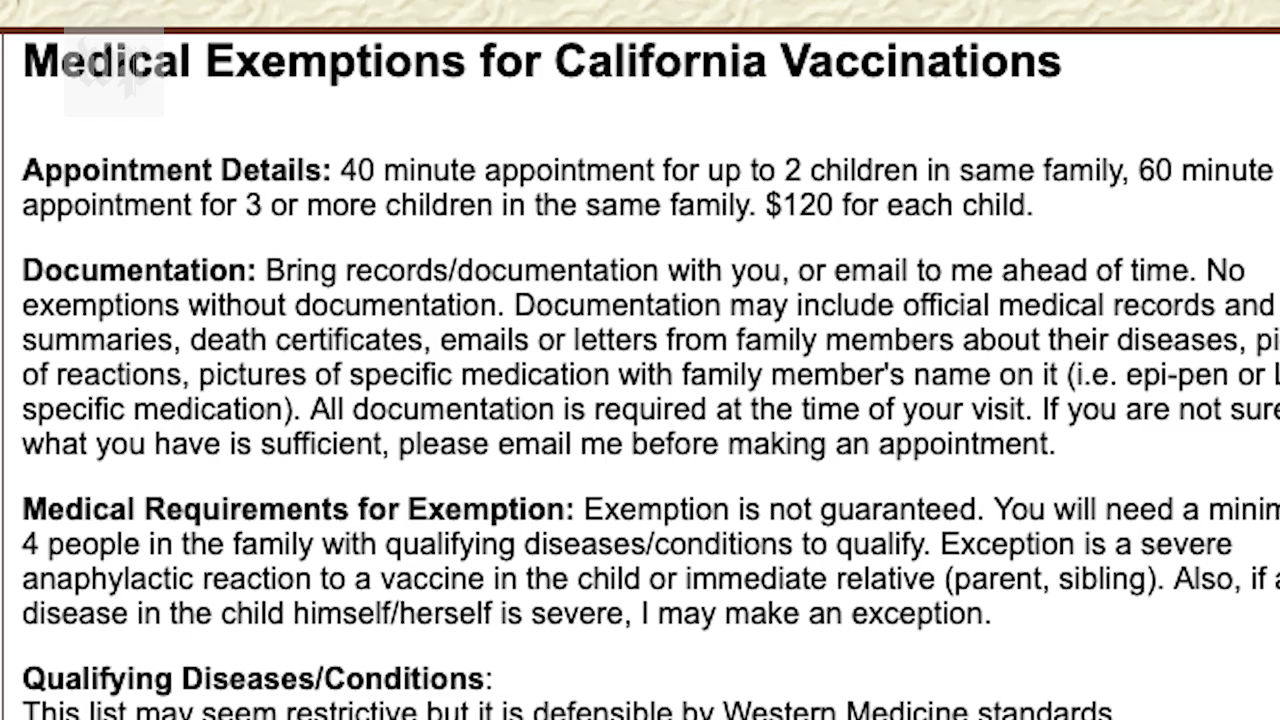 Medical Exemptions for California Vaccinations
Appointment Details: 40 minute appointment for up to 2 children in same family, 60 minute
appointment for 3 or more children in the same family. $120 for each child.
Documentation: Bring records/documentation with you, or email to me ahead of time. No
exemptions without documentation. Documentation may include official medical records and
summaries, death certificates, emails or letters from family members about their diseases,
of reactions, pictures of specific medication with family member's name on it (i.e. epi-pen or
specific medication). All documentation is required at the time of your visit. If you are not sure
what you have is sufficient, please email me before making an appointment.
Medical Requirements for Exemption: Exemption is not guaranteed. You will need a
4 people in the family with qualifying diseases/conditions to qualify. Exception is a severe
anaphylactic reaction to a vaccine in the child or immediate relative (parent, sibling). Also, if
disease in the child himself/herself is severe, I may make an exception.
Qualifying Diseases/Conditions:
This list may seem restrictive but it is defensible by Western Medicine standards